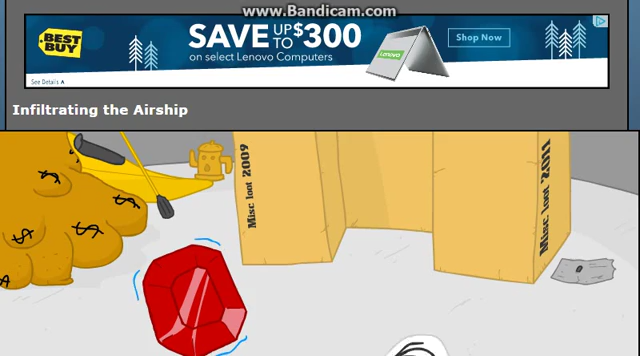 www.Bandicam.com
BEST
BUY
SAVE UP TO $300
on select Lenovo Computers
Lenovo
Shop Now
See Details
Infiltrating the Airship
Misc loot 2009
Misc loot 2011
$
$
$
$
$